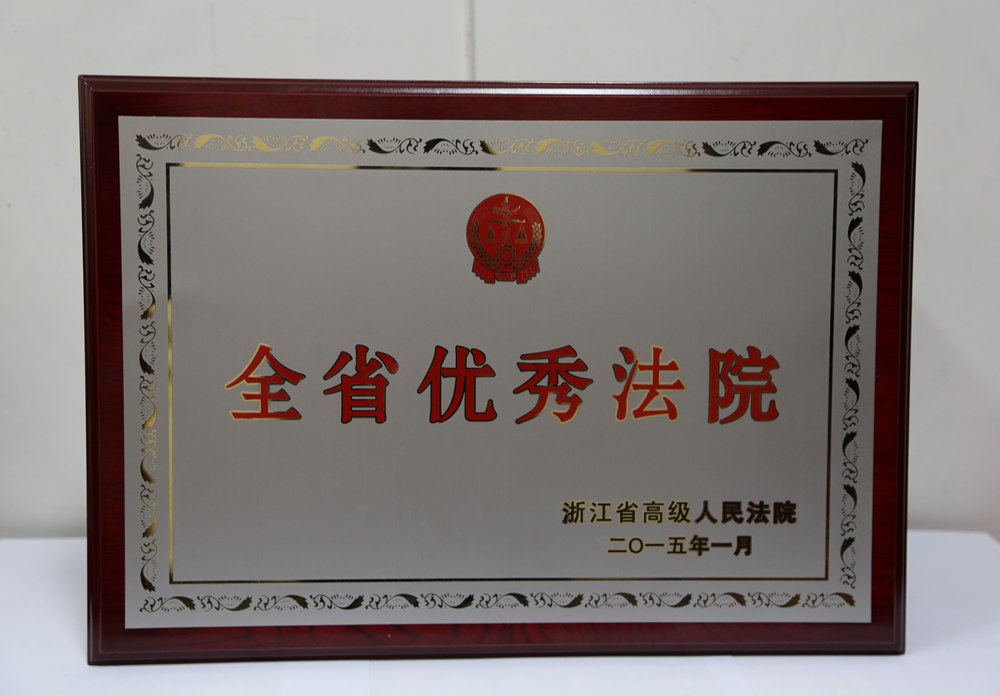 全省优秀法院
浙江省高级人民法院
二〇一五年一月